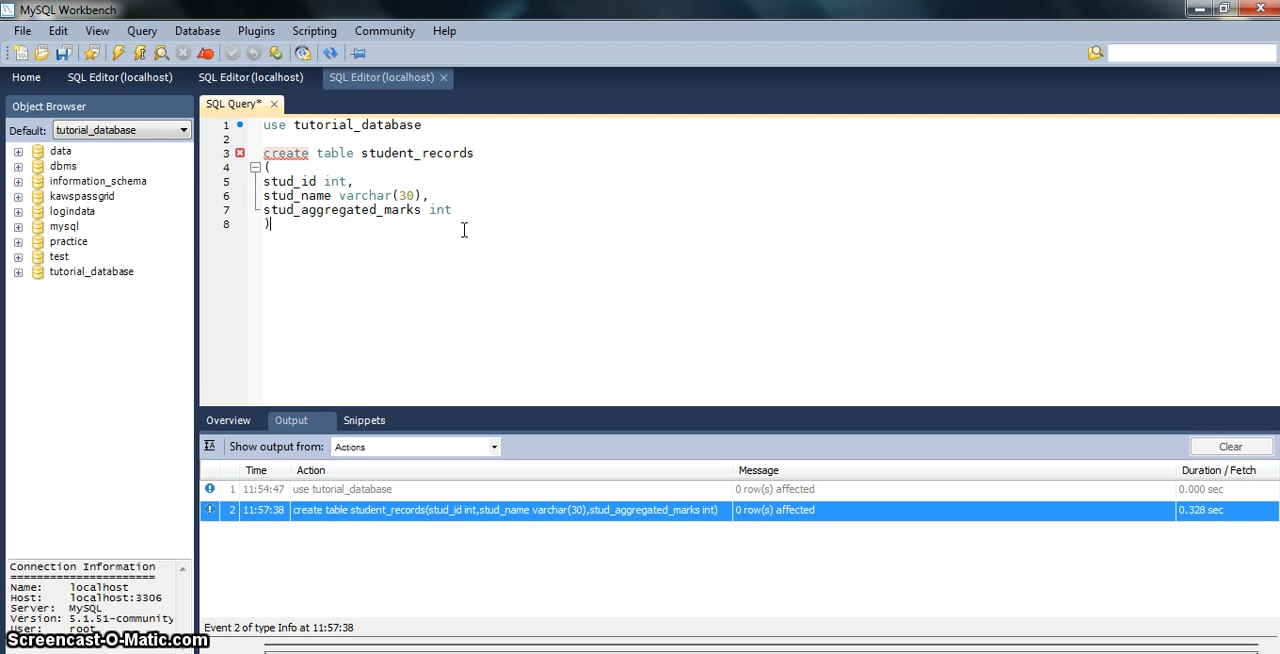 MySQL Workbench
File Edit View Query Database Plugins Scripting Community Help
Home SQL Editor (localhost) SQL Editor (localhost) SQL Editor (localhost)
Object Browser
Default: tutorial_database
data
dbms
information_schema
kawspassgrid
logindata
mysql
practice
test
tutorial_database
SQL Query*
1 use tutorial_database
2
3 create table student_records
4 (
5 stud_id int,
6 stud_name varchar(30),
7 stud_aggregated_marks int
8 )
Overview Output Snippets
Show output from: Actions Clear
Time Action Message Duration / Fetch
1 11:54:47 use tutorial_database 0 row(s) affected 0.000 sec
2 11:57:38 create table student_records(stud_id int,stud_name varchar(30),stud_aggregated_marks int) 0 row(s) affected 0.328 sec
Connection Information
Name: localhost
Host: localhost:3306
Server: MySQL
Version: 5.1.51-community
User: root
Event 2 of type Info at 11:57:38
Screencast-O-Matic.com